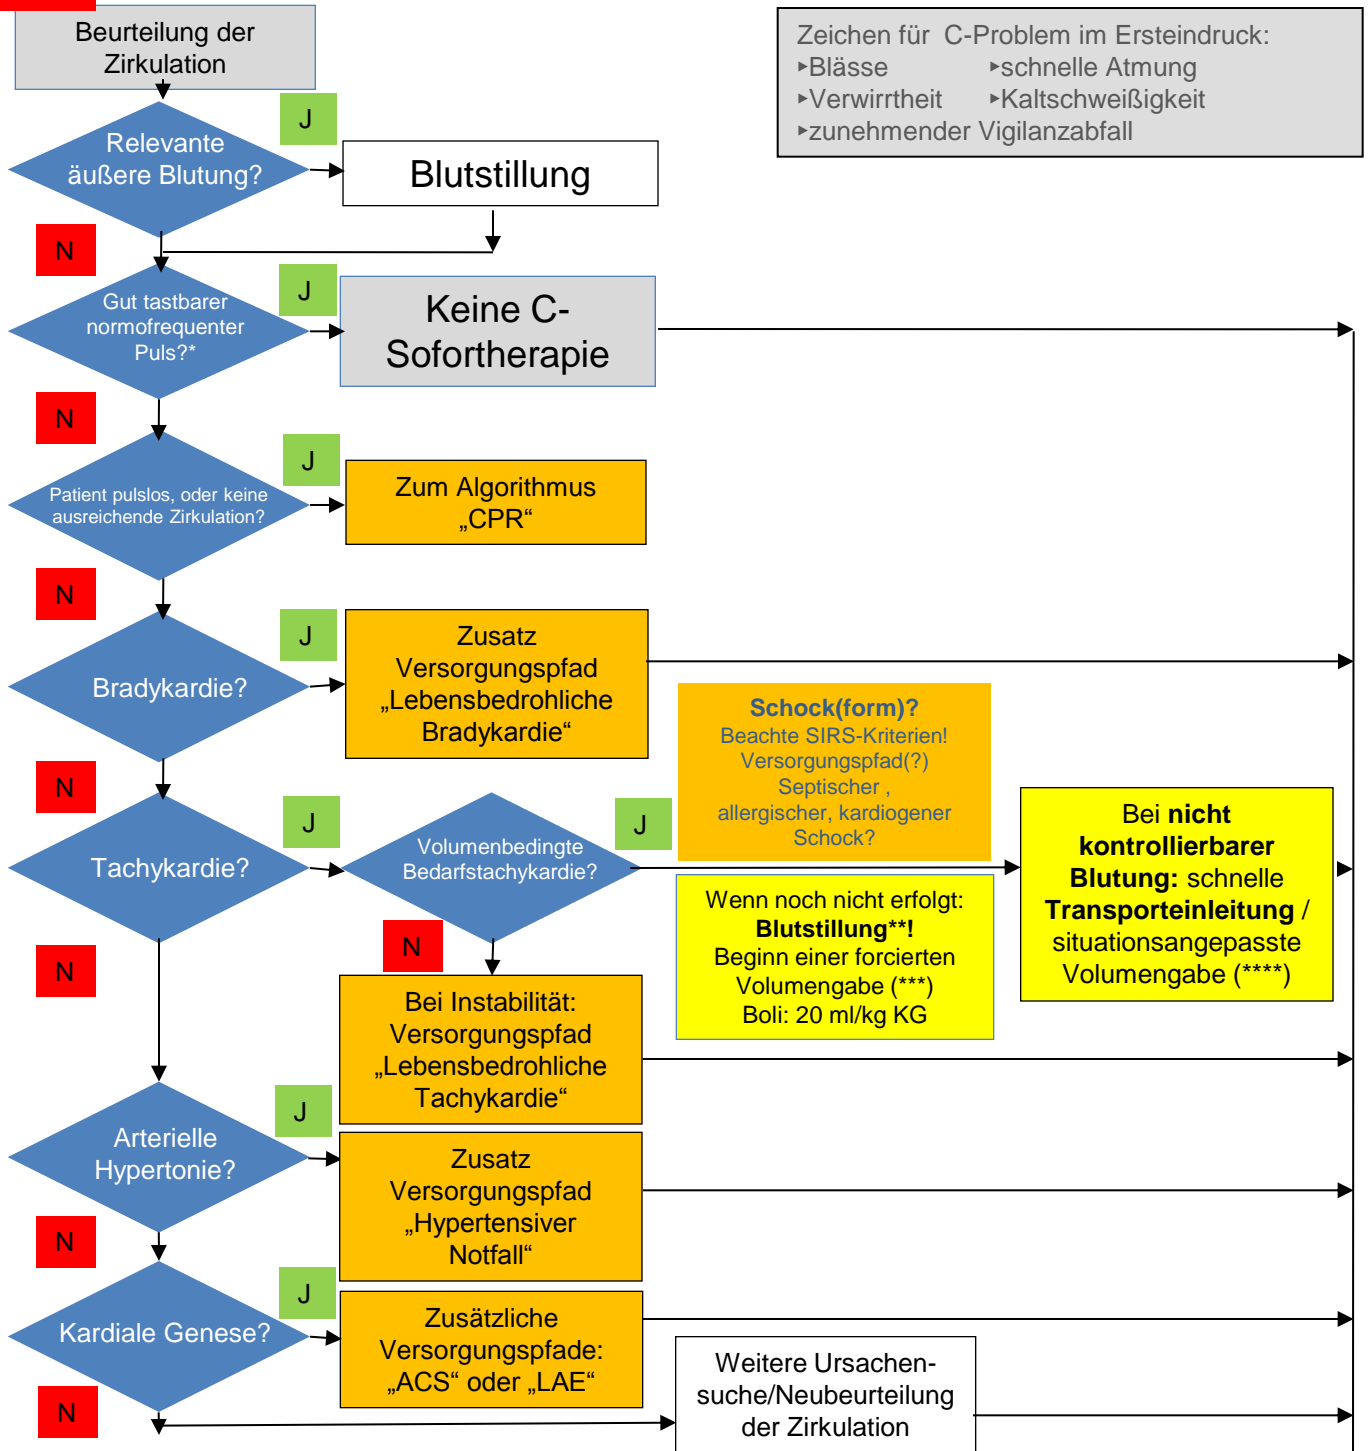 Beurteilung der
Zirkulation
Zeichen für C-Problem im Ersteindruck:
▸Blässe ▸schnelle Atmung
▸Verwirrtheit ▸Kaltschweißigkeit
▸zunehmender Vigilanzabfall
J
Relevante
äußere Blutung?
Blutstillung
N
J
Gut tastbarer
normofrequenter
Puls?*
Keine C-
Sofortherapie
N
J
Patient pulslos, oder keine
ausreichende Zirkulation?
Zum Algorithmus
„CPR“
N
J
Bradykardie?
Zusatz
Versorgungspfad
„Lebensbedrohliche
Bradykardie“
N
J
Tachykardie?
Volumenbedingte
Bedarfstachykardie?
J
Schock(form)?
Beachte SIRS-Kriterien!
Versorgungspfad(?)
Septischer ,
allergischer, kardiogener
Schock?
Wenn noch nicht erfolgt:
Blutstillung**!
Beginn einer forcierten
Volumengabe (***)
Boli: 20 ml/kg KG
Bei nicht
kontrollierbarer
Blutung: schnelle
Transporteinleitung /
situationsangepasste
Volumengabe (****)
N
N
Bei Instabilität:
Versorgungspfad
„Lebensbedrohliche
Tachykardie“
J
Arterielle
Hypertonie?
Zusatz
Versorgungspfad
„Hypertensiver
Notfall“
N
J
Kardiale Genese?
Zusätzliche
Versorgungspfade:
„ACS“ oder „LAE“
N
Weitere Ursachen-
suche/Neubeurteilung
der Zirkulation